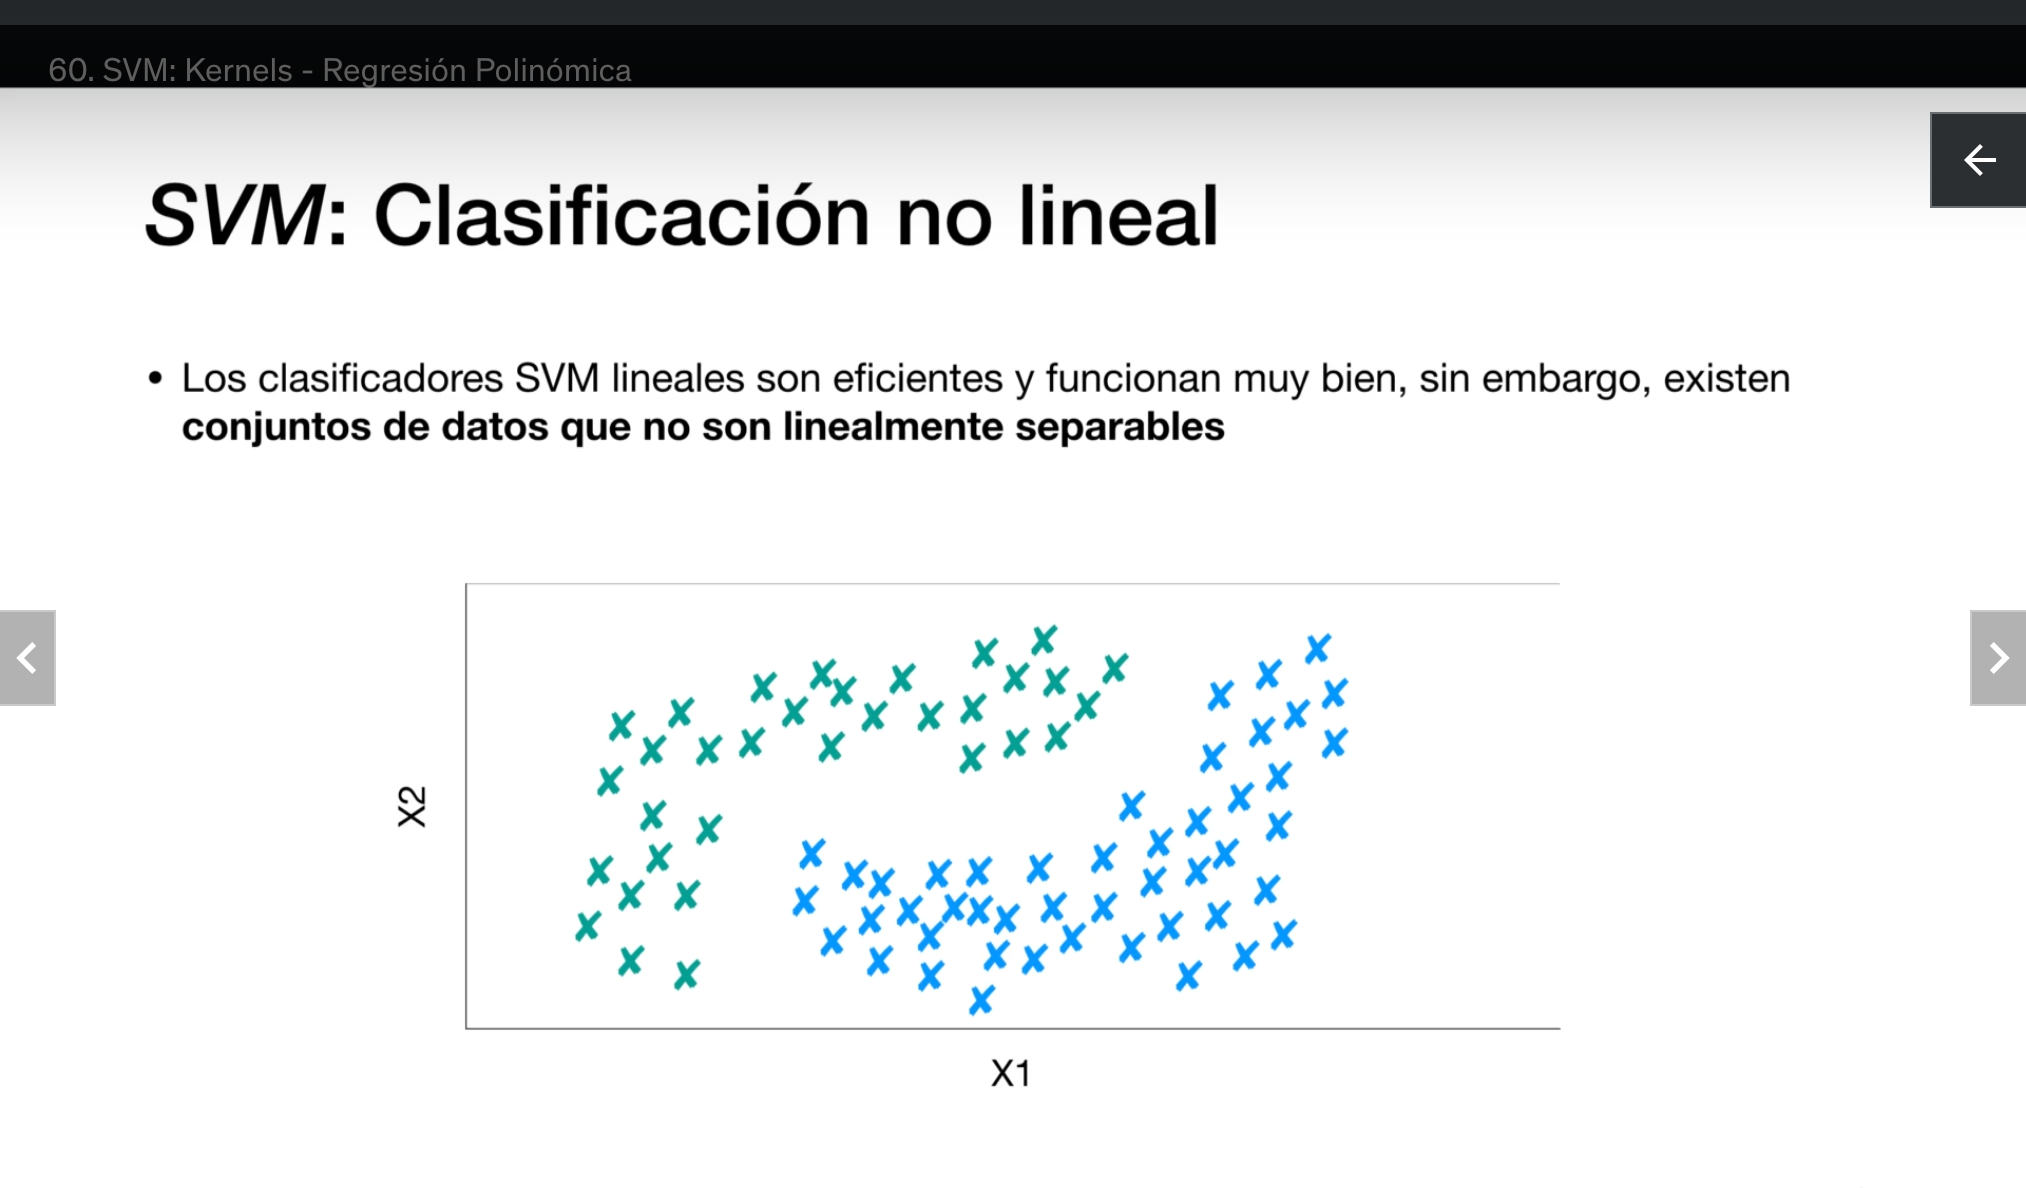 60. SVM: Kernels - Regresión Polinómica
SVM: Clasificación no lineal
• Los clasificadores SVM lineales son eficientes y funcionan muy bien, sin embargo, existen
conjuntos de datos que no son linealmente separables
X2
X1